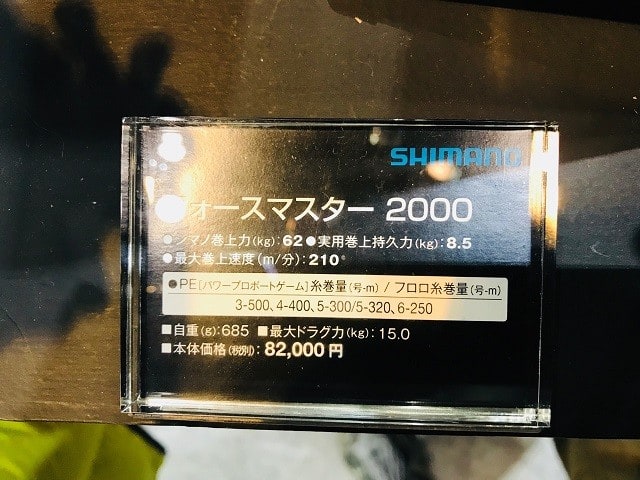 SHIMANO
フォースマスター 2000
●シマノ巻上力(kg):62●実用巻上持久力(kg):8.5
●最大巻上速度(m/分):210
●PE[パワープロボートゲーム]糸巻量(号-m) / フロロ糸巻量(号-m)
3-500、4-400、5-300/5-320、6-250
■自重(g):685 ■最大ドラグ力(kg):15.0
■本体価格(税別):82,000円